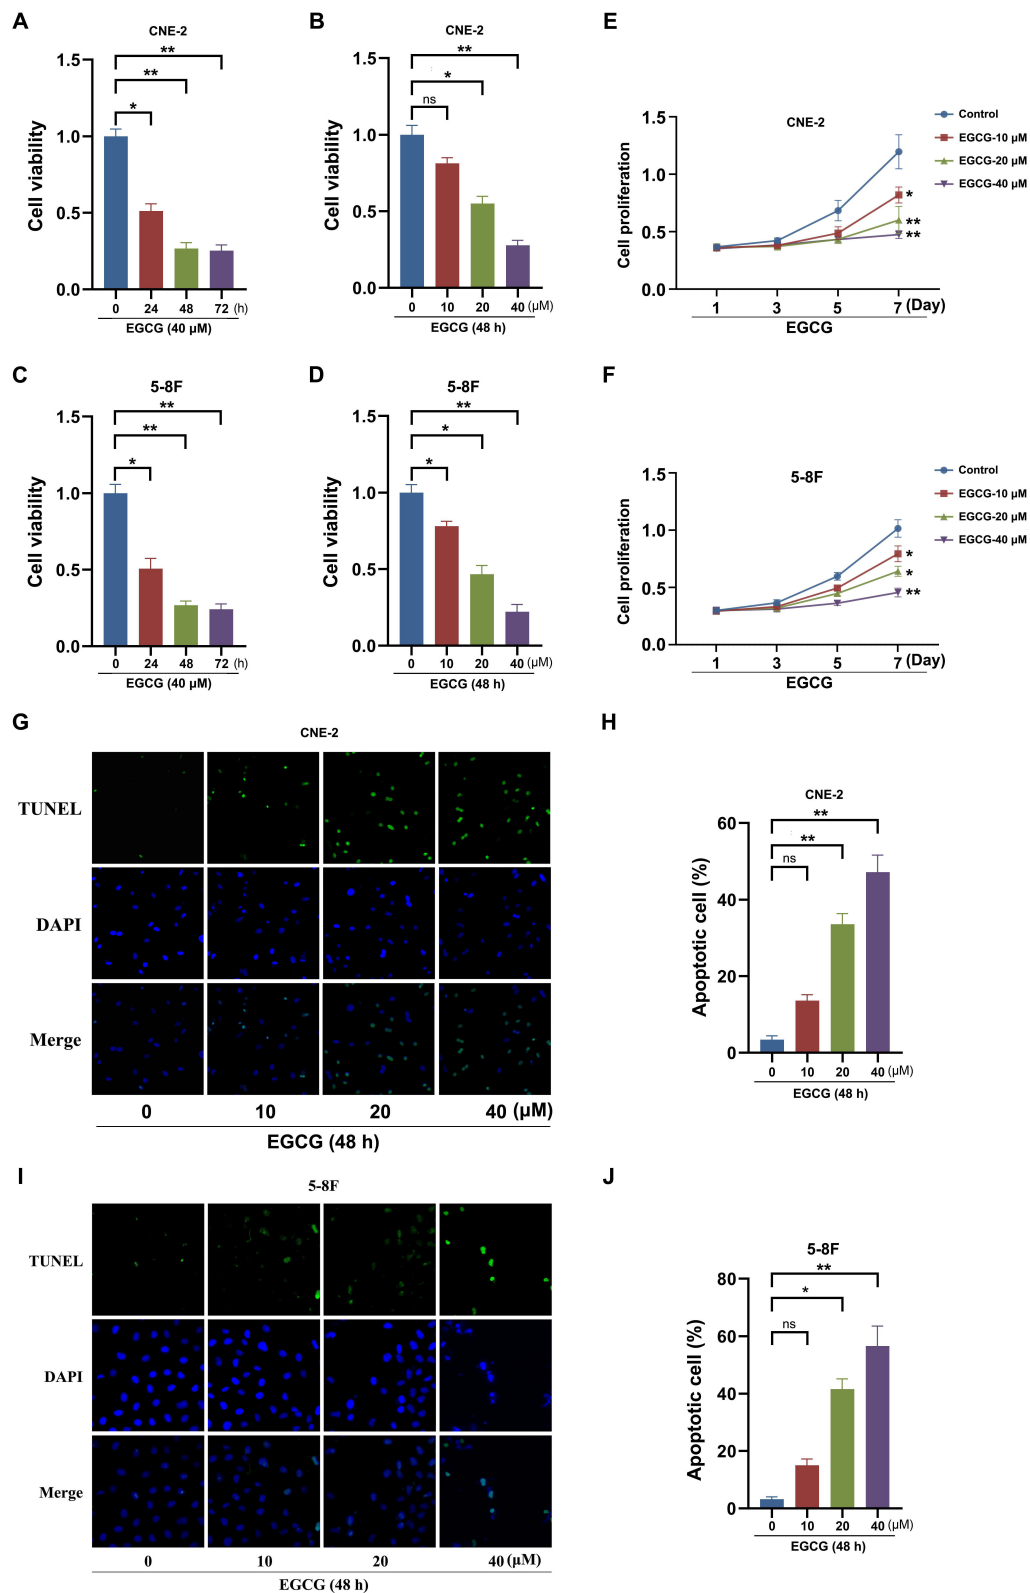 A
CNE-2
Cell viability
1.5
1.0
0.5
0.0
**
**
*
0 24 48 72 (h)
EGCG (40 μM)
B
CNE-2
Cell viability
1.5
1.0
0.5
0.0
**
*
ns
0 10 20 40 (μM)
EGCG (48 h)
E
CNE-2
Cell proliferation
1.5
1.0
0.5
0.0
Control
EGCG-10 μM
EGCG-20 μM
EGCG-40 μM
*
**
**
1 3 5 7 (Day)
EGCG
C
5-8F
Cell viability
1.5
1.0
0.5
0.0
**
**
*
0 24 48 72 (h)
EGCG (40 μM)
D
5-8F
Cell viability
1.5
1.0
0.5
0.0
**
*
*
0 10 20 40 (μM)
EGCG (48 h)
F
5-8F
Cell proliferation
1.5
1.0
0.5
0.0
Control
EGCG-10 μM
EGCG-20 μM
EGCG-40 μM
*
*
**
1 3 5 7 (Day)
EGCG
G
CNE-2
TUNEL
DAPI
Merge
0 10 20 40 (μM)
EGCG (48 h)
H
CNE-2
Apoptotic cell (%)
60
40
20
0
**
**
ns
0 10 20 40 (μM)
EGCG (48 h)
I
5-8F
TUNEL
DAPI
Merge
0 10 20 40 (μM)
EGCG (48 h)
J
5-8F
Apoptotic cell (%)
80
60
40
20
0
**
*
ns
0 10 20 40 (μM)
EGCG (48 h)